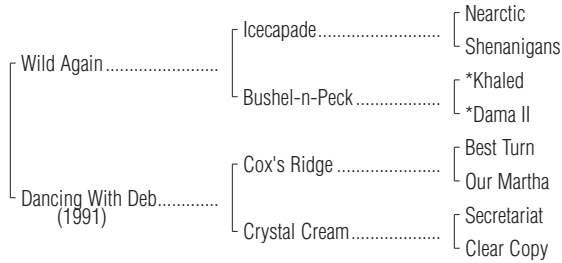 Nearctic
Icecapade
Shenanigans
Wild Again
*Khaled
Bushel-n-Peck
*Dama II
Best Turn
Cox's Ridge
Our Martha
Dancing With Deb
(1991)
Secretariat
Crystal Cream
Clear Copy